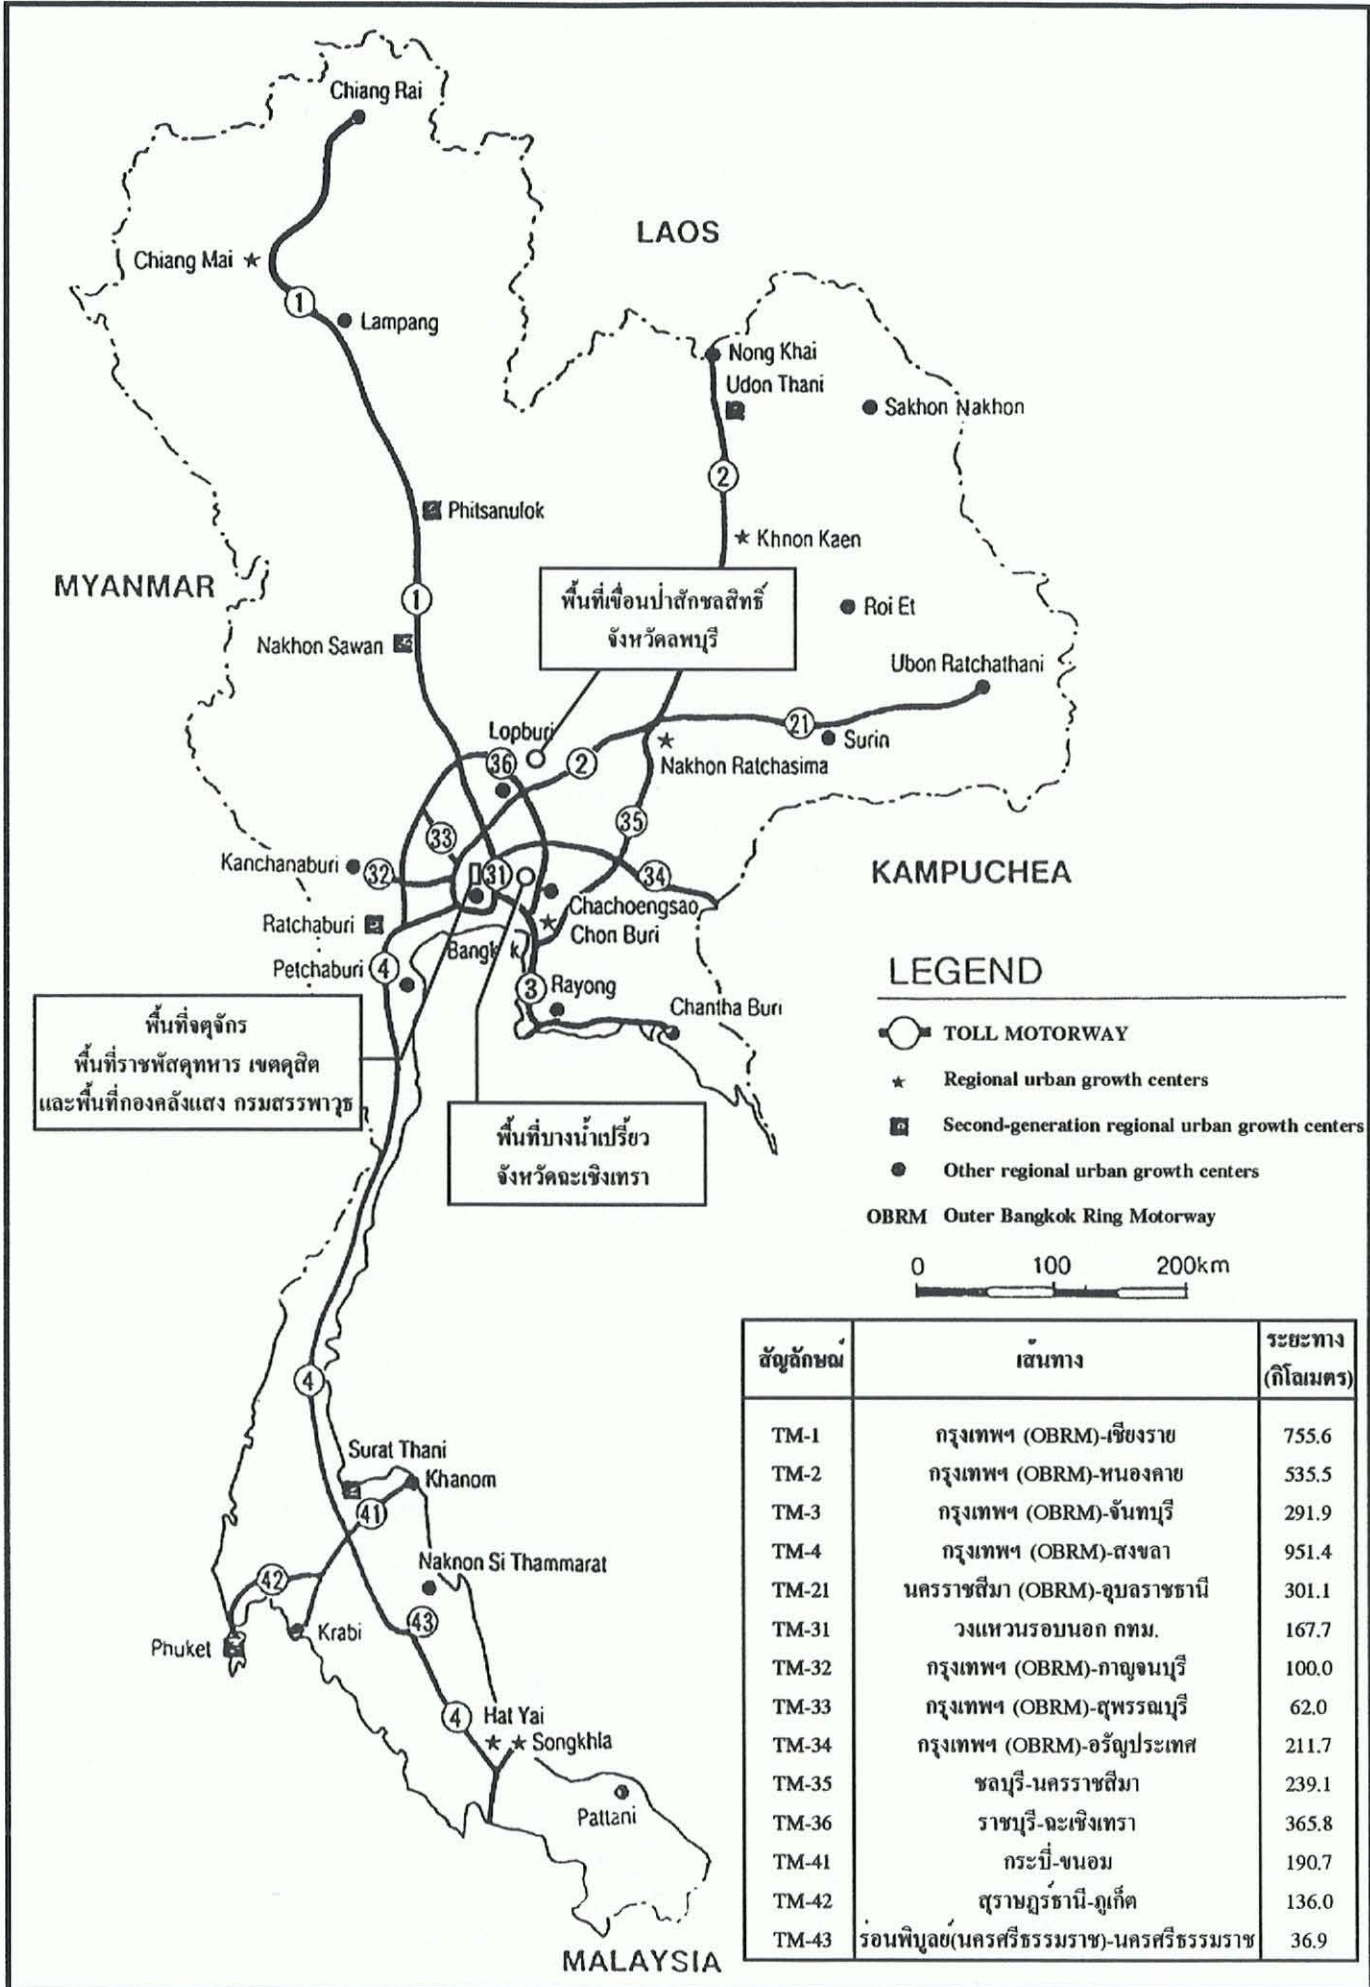 Chiang Rai
LAOS
Chiang Mai
1
Lampang
Nong Khai
Udon Thani
Sakhon Nakhon
2
Phitsanulok
Khnon Kaen
MYANMAR
1
พื้นที่เขื่อนป่าสักชลสิทธิ์
จังหวัดลพบุรี
Roi Et
Nakhon Sawan
Ubon Ratchathani
Lopburi
21
Surin
36
2
Nakhon Ratchasima
33
35
Kanchanaburi
32
31
34
KAMPUCHEA
Chachoengsao
Ratchaburi
Chon Buri
Bangk k
Petchaburi
4
LEGEND
3
Rayong
Chantha Buri
พื้นที่จตุจักร
พื้นที่ราชพัสดุทหาร เขตดุสิต
และพื้นที่กองคลังแสง กรมสรรพาวุธ
TOLL MOTORWAY
Regional urban growth centers
Second-generation regional urban growth centers
Other regional urban growth centers
OBRM Outer Bangkok Ring Motorway
พื้นที่บางน้ำเปรี้ยว
จังหวัดฉะเชิงเทรา
0 100 200km
4
Surat Thani
Khanom
41
Naknon Si Thammarat
42
43
Krabi
Phuket
4
Hat Yai
Songkhla
Pattani
MALAYSIA
สัญลักษณ์ เส้นทาง ระยะทาง
(กิโลเมตร)
TM-1 กรุงเทพฯ (OBRM)-เชียงราย 755.6
TM-2 กรุงเทพฯ (OBRM)-หนองคาย 535.5
TM-3 กรุงเทพฯ (OBRM)-จันทบุรี 291.9
TM-4 กรุงเทพฯ (OBRM)-สงขลา 951.4
TM-21 นครราชสีมา (OBRM)-อุบลราชธานี 301.1
TM-31 วงแหวนรอบนอก กทม. 167.7
TM-32 กรุงเทพฯ (OBRM)-กาญจนบุรี 100.0
TM-33 กรุงเทพฯ (OBRM)-สุพรรณบุรี 62.0
TM-34 กรุงเทพฯ (OBRM)-อรัญประเทศ 211.7
TM-35 ชลบุรี-นครราชสีมา 239.1
TM-36 ราชบุรี-ฉะเชิงเทรา 365.8
TM-41 กระบี่-ขนอม 190.7
TM-42 สุราษฎร์ธานี-ภูเก็ต 136.0
TM-43 ร่อนพิบูลย์(นครศรีธรรมราช)-นครศรีธรรมราช 36.9